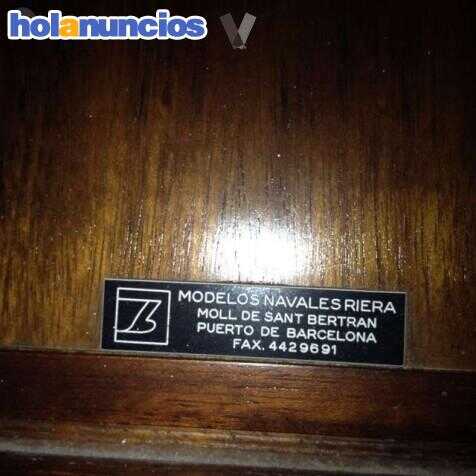 holanuncios
MODELOS NAVALES RIERA
MOLL DE SANT BERTRAN
PUERTO DE BARCELONA
FAX. 4429691